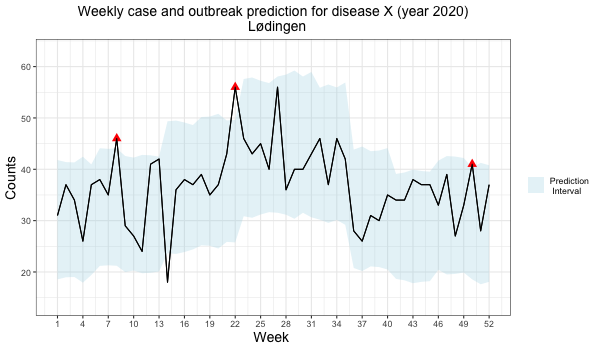 Weekly case and outbreak prediction for disease X (year 2020)
Lødingen
Counts
60
50
40
30
20
1 4 7 10 13 16 19 22 25 28 31 34 37 40 43 46 49 52
Week
Prediction
Interval